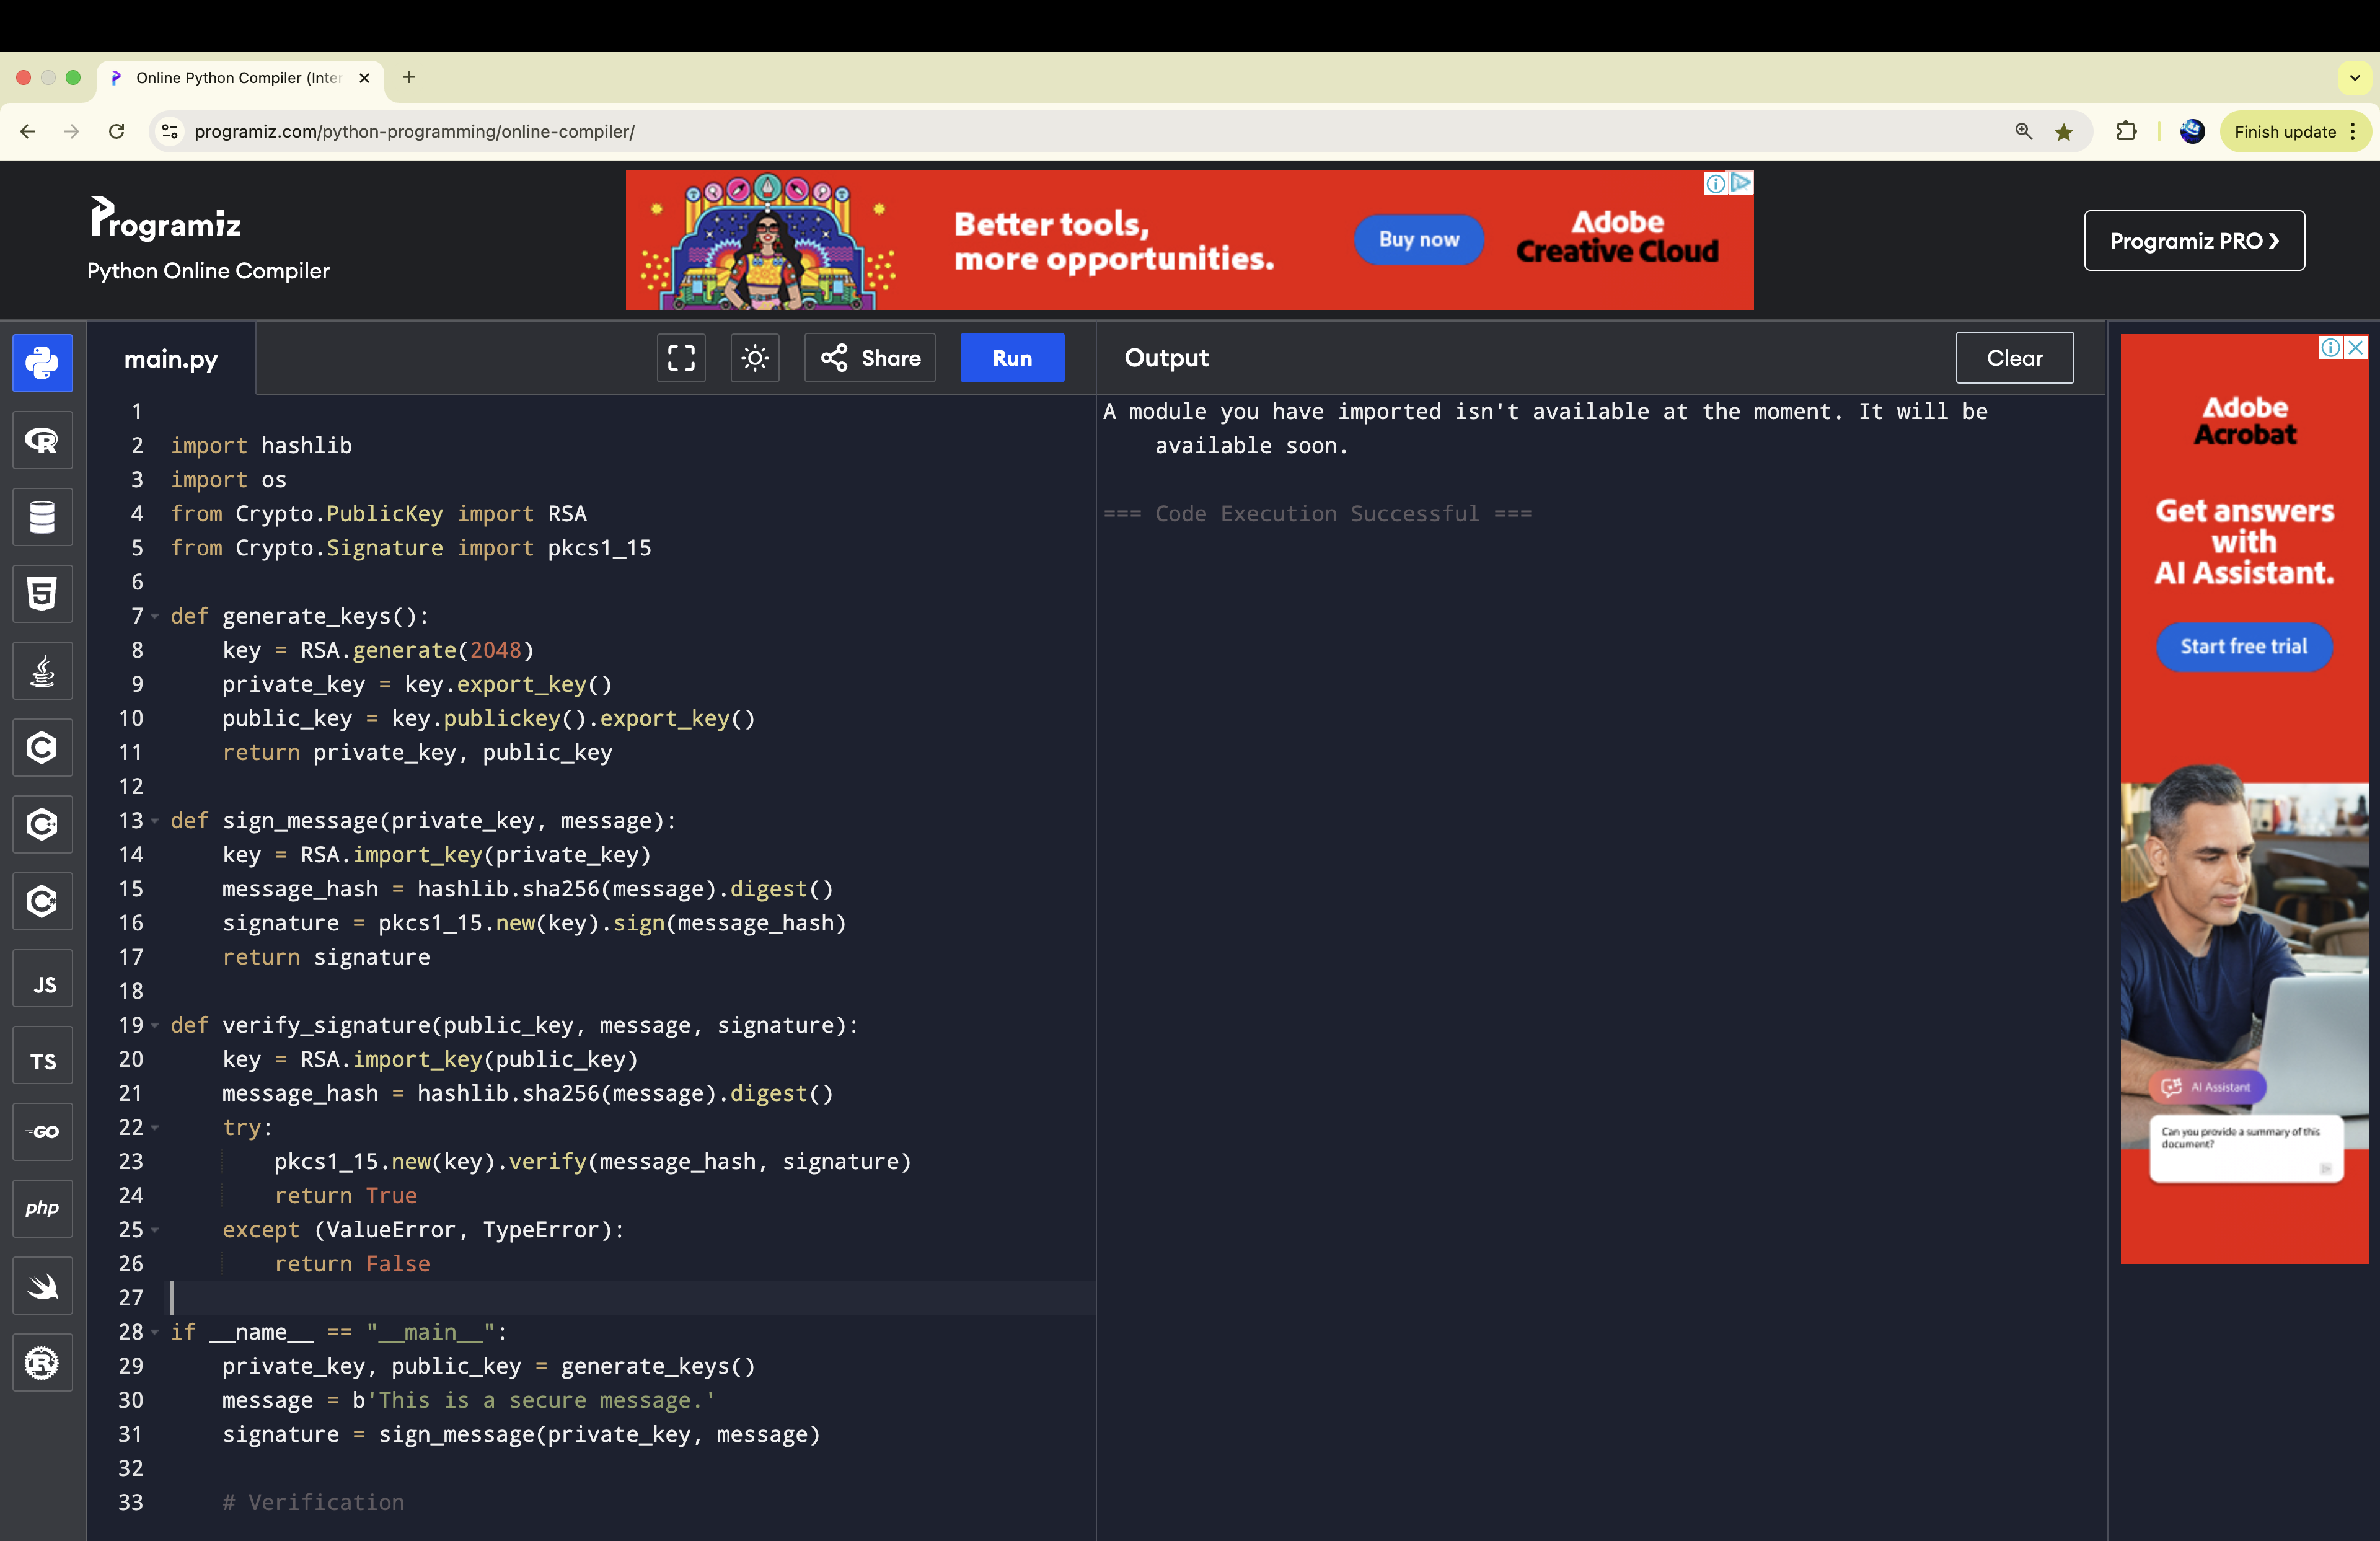 Online Python Compiler (Inter
programiz.com/python-programming/online-compiler/
Finish update
Programiz
Python Online Compiler
Better tools,
more opportunities.
Buy now
Adobe
Creative Cloud
Programiz PRO
main.py
Share
Run
Output
Clear
1
2 import hashlib
3 import os
4 from Crypto.PublicKey import RSA
5 from Crypto.Signature import pkcs1_15
6
7 def generate_keys():
8     key = RSA.generate(2048)
9     private_key = key.export_key()
10     public_key = key.publickey().export_key()
11     return private_key, public_key
12
13 def sign_message(private_key, message):
14     key = RSA.import_key(private_key)
15     message_hash = hashlib.sha256(message).digest()
16     signature = pkcs1_15.new(key).sign(message_hash)
17     return signature
18
19 def verify_signature(public_key, message, signature):
20     key = RSA.import_key(public_key)
21     message_hash = hashlib.sha256(message).digest()
22     try:
23         pkcs1_15.new(key).verify(message_hash, signature)
24         return True
25     except (ValueError, TypeError):
26         return False
27
28 if __name__ == "__main__":
29     private_key, public_key = generate_keys()
30     message = b'This is a secure message.'
31     signature = sign_message(private_key, message)
32
33     # Verification
A module you have imported isn't available at the moment. It will be
available soon.
=== Code Execution Successful ===
JS
TS
GO
php
Adobe
Acrobat
Get answers
with
AI Assistant.
Start free trial
AI Assistant
Can you provide a summary of this
document?